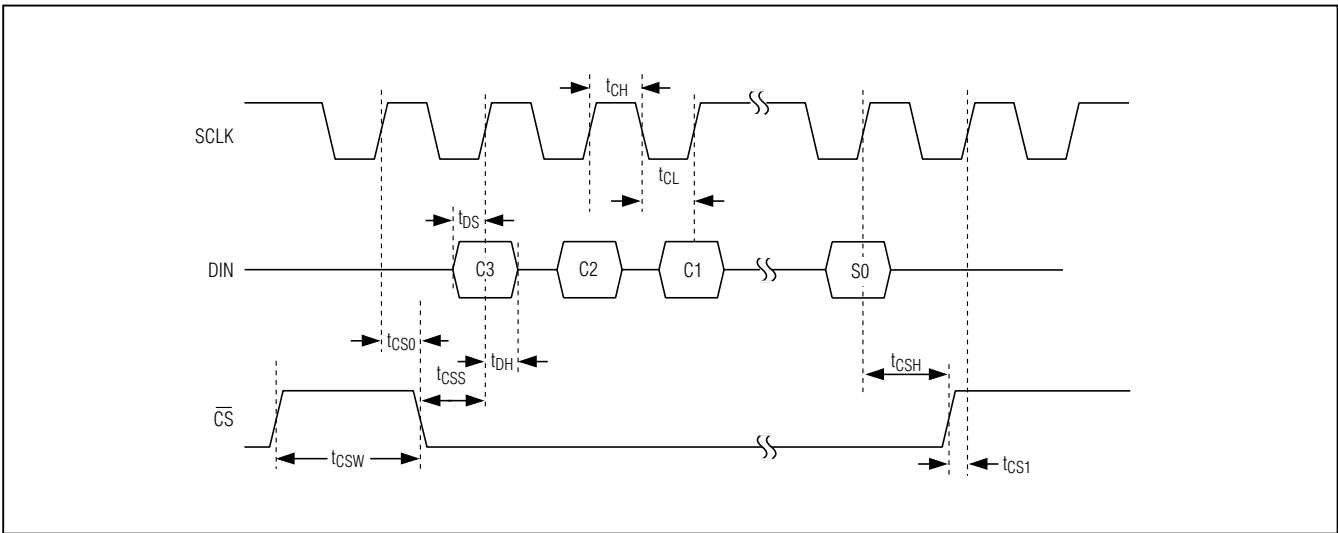 tCH
SCLK
tCL
tDS
DIN
C3
C2
C1
S0
tCS0
tDH
tCSS
tCSH
CS
tCSW
tCS1